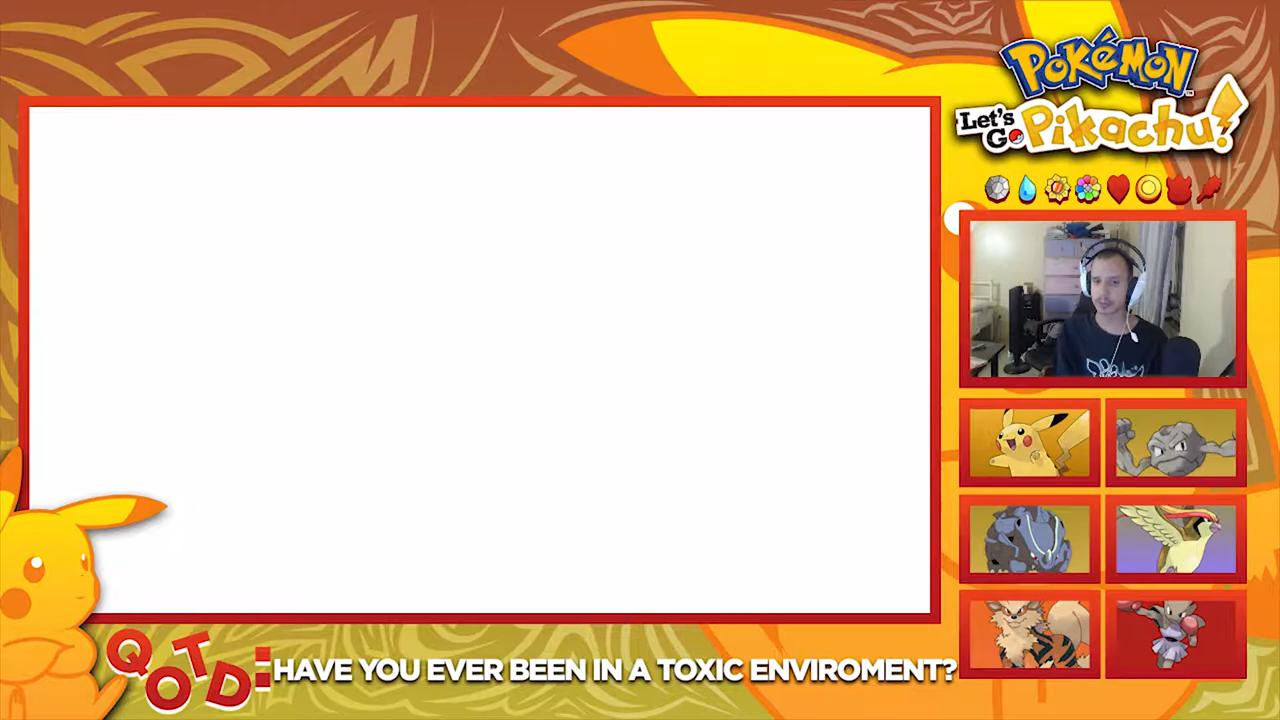 POKÉMON
Let's Go Pikachu!
QOTD: HAVE YOU EVER BEEN IN A TOXIC ENVIROMENT?